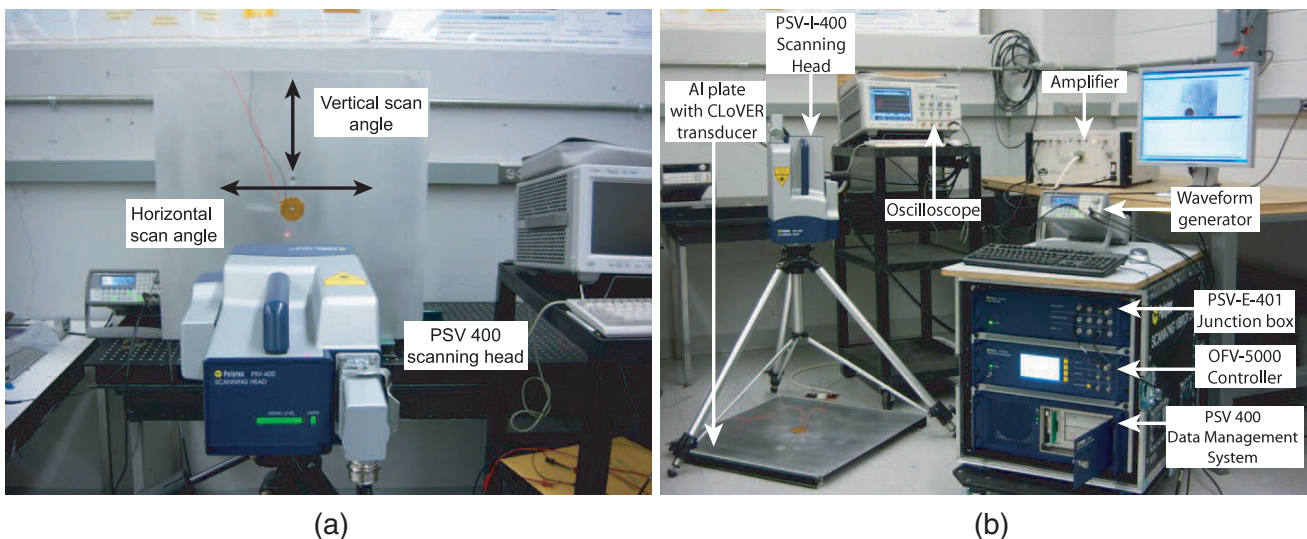 Vertical scan
angle
Horizontal
scan angle
PSV 400
scanning head
Polytec PSV-400
SCANNING HEAD
SIGNAL LEVEL LASER
(a)
PSV-I-400
Scanning
Head
Al plate
with CLoVER
transducer
Amplifier
Oscilloscope
Waveform
generator
PSV-E-401
Junction box
OFV-5000
Controller
PSV 400
Data Management
System
(b)